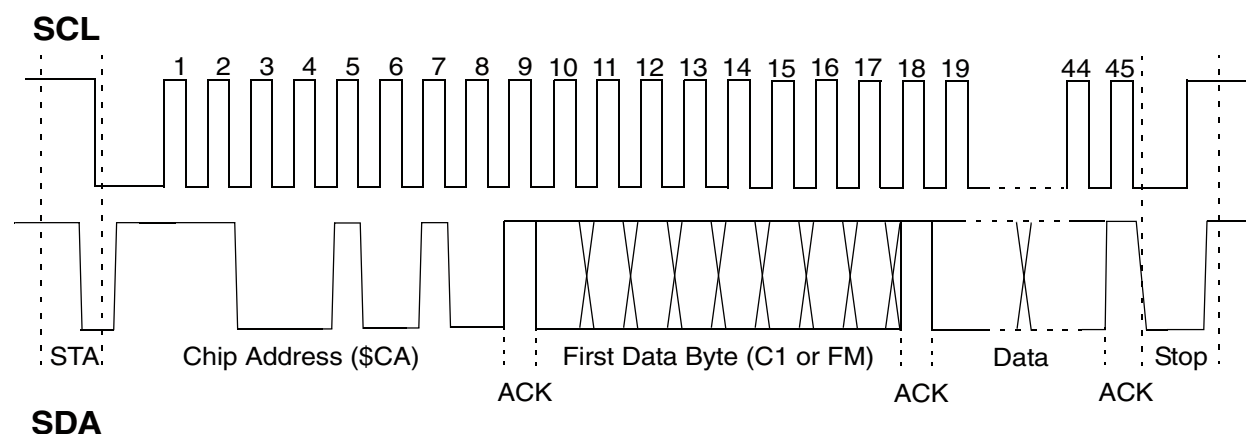 SCL
1 2 3 4 5 6 7 8 9 10 11 12 13 14 15 16 17 18 19 44 45
STA Chip Address ($CA) First Data Byte (C1 or FM) Data Stop
ACK ACK ACK
SDA